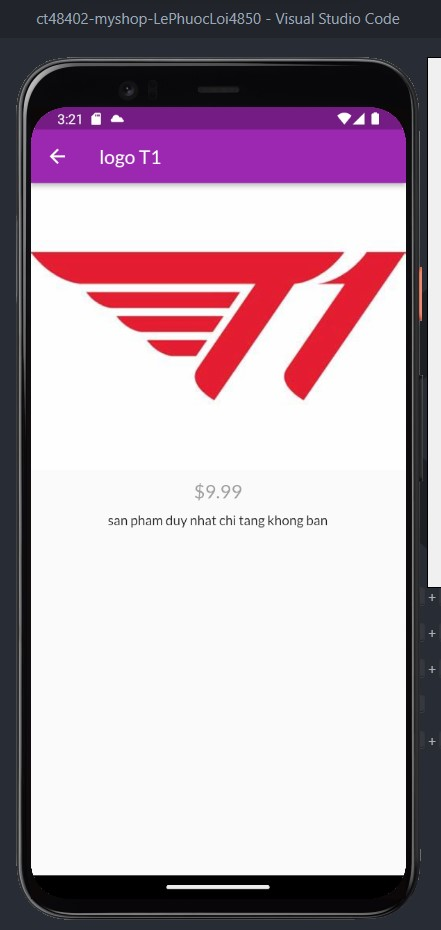 ct48402-myshop-LePhuocLoi4850 - Visual Studio Code
3:21
logo T1
T1
$9.99
san pham duy nhat chi tang khong ban
+
+
+
+